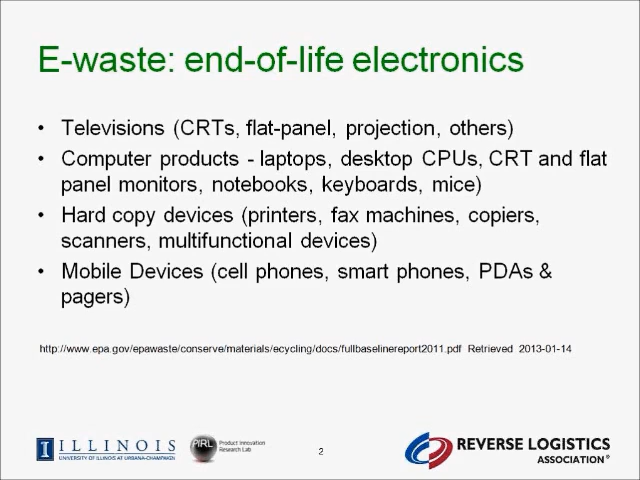 E-waste: end-of-life electronics
• Televisions (CRTs, flat-panel, projection, others)
• Computer products - laptops, desktop CPUs, CRT and flat
panel monitors, notebooks, keyboards, mice)
• Hard copy devices (printers, fax machines, copiers,
scanners, multifunctional devices)
• Mobile Devices (cell phones, smart phones, PDAs &
pagers)
http://www.epa.gov/epawaste/conserve/materials/ecycling/docs/fullbaselinereport2011.pdf Retrieved 2013-01-14
I ILLINOIS
UNIVERSITY OF ILLINOIS AT URBANA-CHAMPAIGN
PIRL
Product Innovation
Research Lab
2
REVERSE LOGISTICS
ASSOCIATION®